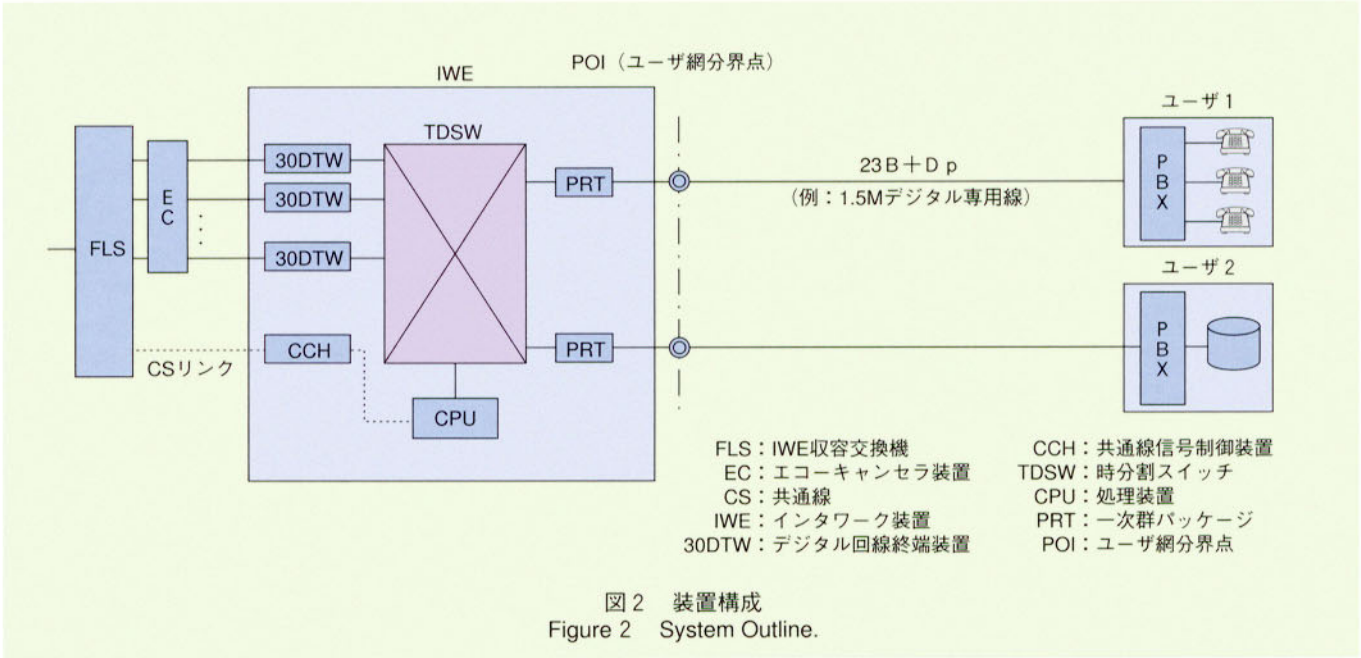 POI（ユーザ網分界点）
IWE
ユーザ1
TDSW
30DTW
PRT
23B＋Dp
（例：1.5Mデジタル専用線）
PBX
EC
30DTW
FLS
30DTW
ユーザ2
CCH
PRT
PBX
CSリンク
CPU
FLS：IWE収容交換機
EC：エコーキャンセラ装置
CS：共通線
IWE：インタワーク装置
30DTW：デジタル回線終端装置
CCH：共通線信号制御装置
TDSW：時分割スイッチ
CPU：処理装置
PRT：一次群パッケージ
POI：ユーザ網分界点
図2　装置構成
Figure 2　System Outline.